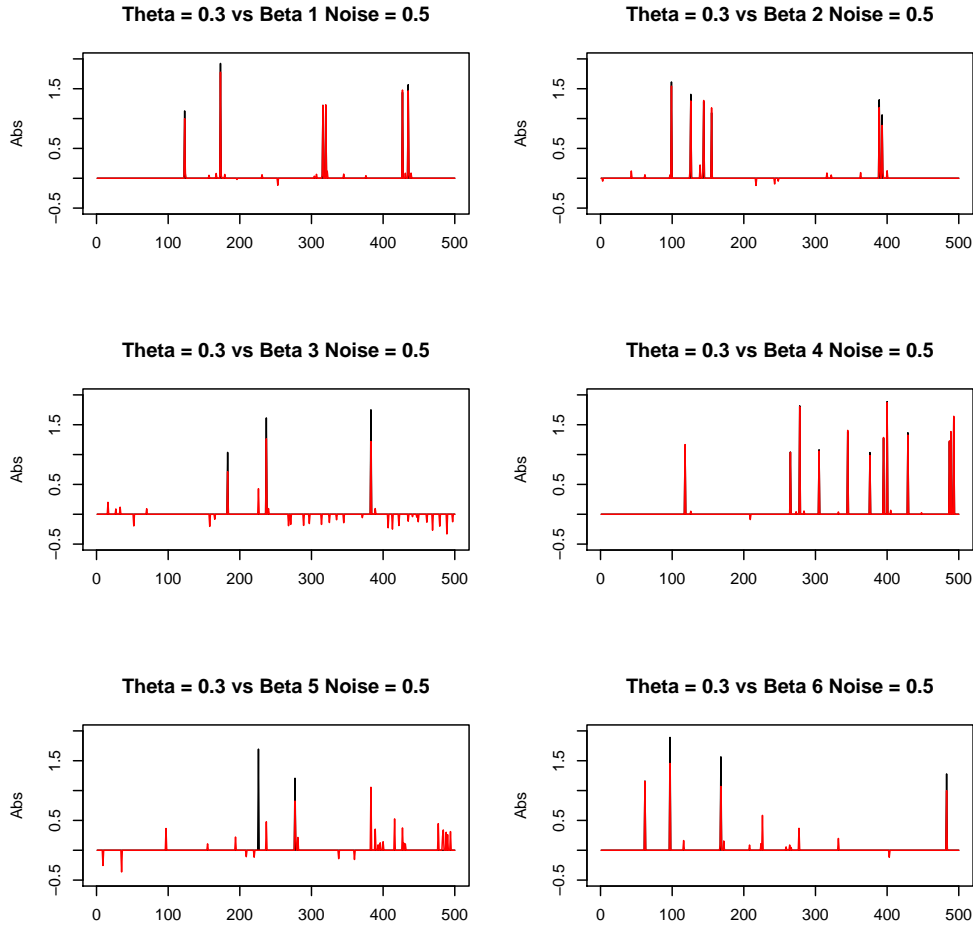 Theta = 0.3 vs Beta 1 Noise = 0.5
Theta = 0.3 vs Beta 2 Noise = 0.5
Abs
−0.5 0.5 1.5
0 100 200 300 400 500
Abs
−0.5 0.5 1.5
0 100 200 300 400 500
Theta = 0.3 vs Beta 3 Noise = 0.5
Theta = 0.3 vs Beta 4 Noise = 0.5
Abs
−0.5 0.5 1.5
0 100 200 300 400 500
Abs
−0.5 0.5 1.5
0 100 200 300 400 500
Theta = 0.3 vs Beta 5 Noise = 0.5
Theta = 0.3 vs Beta 6 Noise = 0.5
Abs
−0.5 0.5 1.5
0 100 200 300 400 500
Abs
−0.5 0.5 1.5
0 100 200 300 400 500